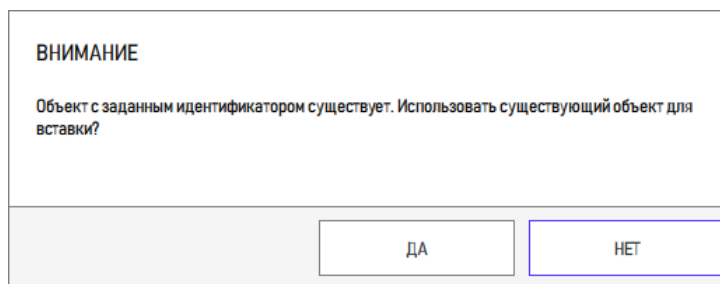 ВНИМАНИЕ
Объект с заданным идентификатором существует. Использовать существующий объект для
вставки?
ДА
НЕТ